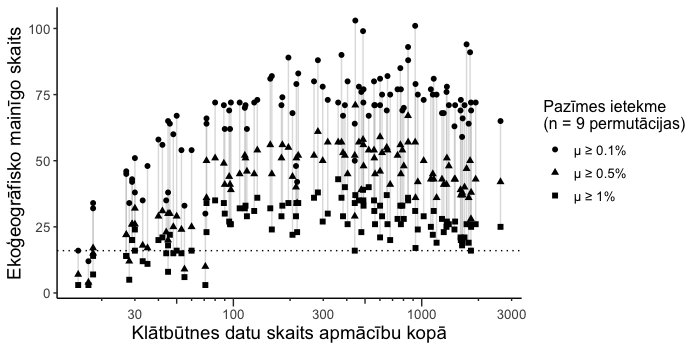 Ekoģeogrāfisko mainīgo skaits
100
75
50
25
0
30
100
300
1000
3000
Klātbūtnes datu skaits apmācību kopā
Pazīmes ietekme
(n = 9 permutācijas)
μ ≥ 0.1%
μ ≥ 0.5%
μ ≥ 1%